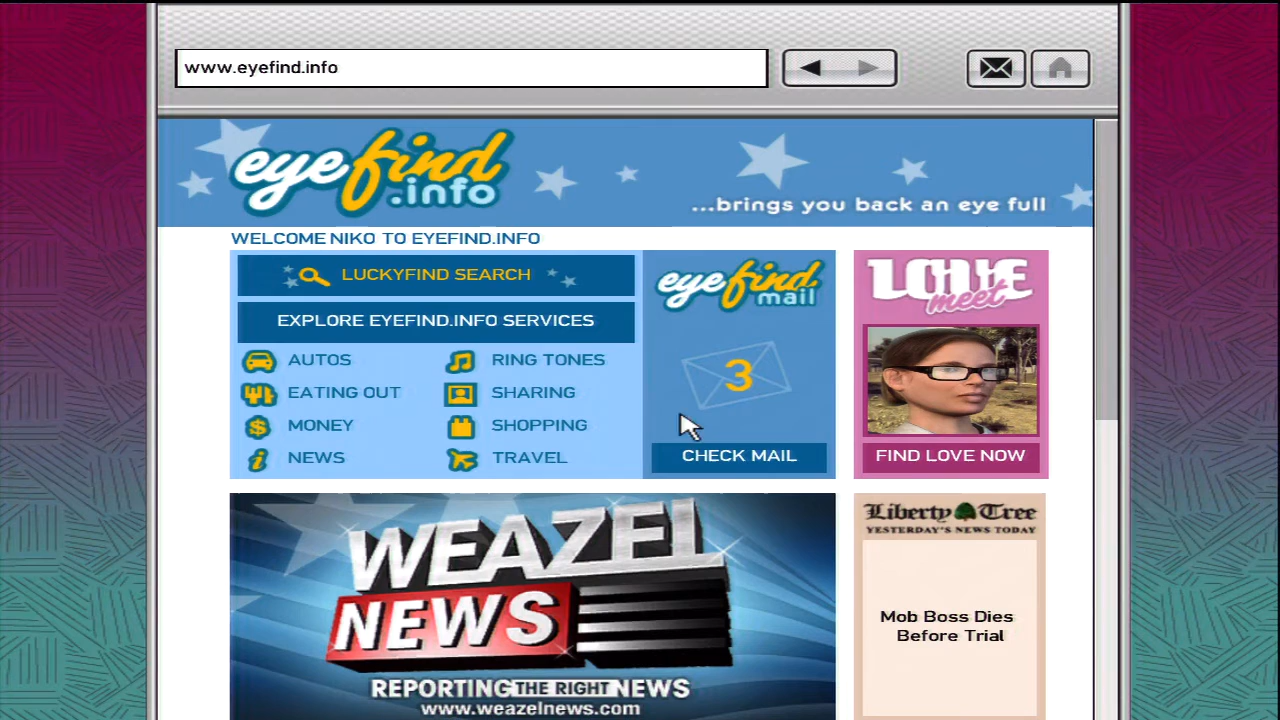 www.eyefind.info
eyefind
.info
...brings you back an eye full
WELCOME NIKO TO EYEFIND.INFO
LUCKYFIND SEARCH
EXPLORE EYEFIND.INFO SERVICES
AUTOS
RING TONES
EATING OUT
SHARING
MONEY
SHOPPING
NEWS
TRAVEL
eyefind
mail
3
CHECK MAIL
LOVE
meet
FIND LOVE NOW
WEAZEL
NEWS
REPORTING THE RIGHT NEWS
www.weazelnews.com
Liberty Tree
YESTERDAY'S NEWS TODAY
Mob Boss Dies
Before Trial